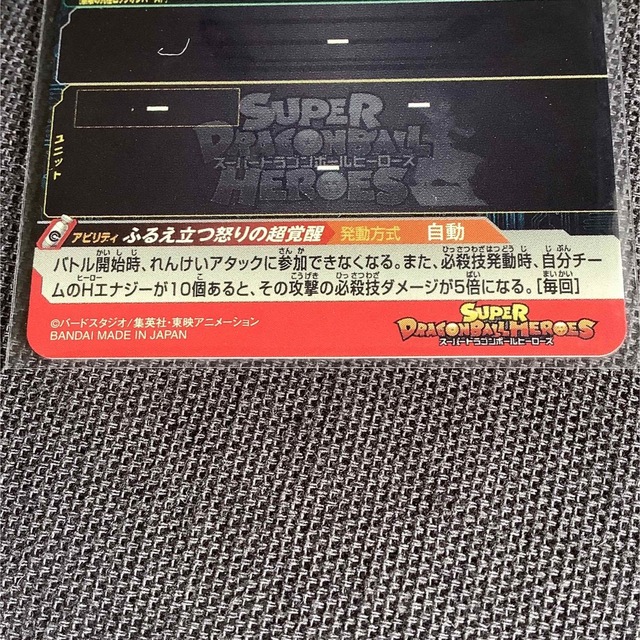 ユニット
SUPER
DRAGONBALL
スーパードラゴンボールヒーローズ
HEROES
アビリティ ふるえ立つ怒りの超覚醒 発動方式 自動
バトル開始時、れんけいアタックに参加できなくなる。また、必殺技発動時、自分チー
ムのHエナジーが10個あると、その攻撃の必殺技ダメージが5倍になる。[毎回]
©バードスタジオ/集英社・東映アニメーション
BANDAI MADE IN JAPAN
SUPER
DRAGONBALL HEROES
スーパードラゴンボールヒーローズ